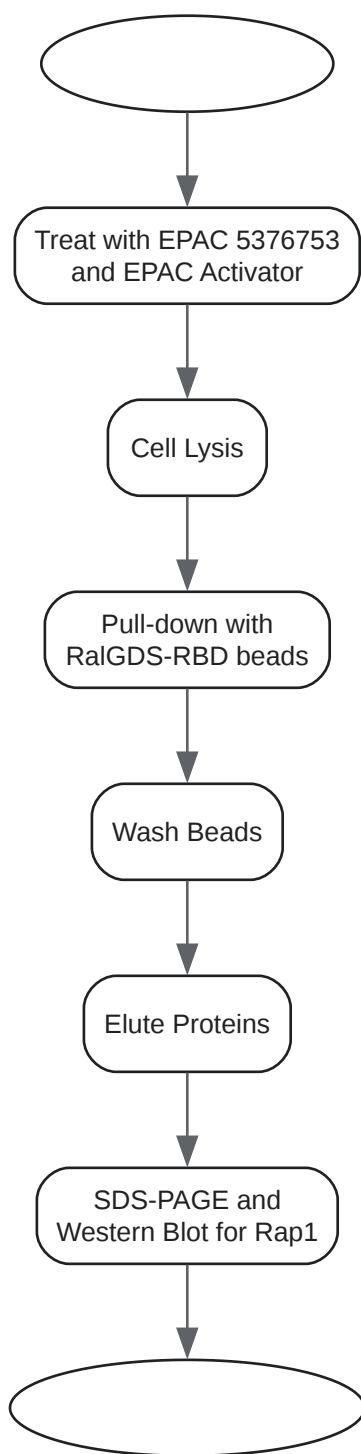 Treat with EPAC 5376753
and EPAC Activator
Cell Lysis
Pull-down with
RalGDS-RBD beads
Wash Beads
Elute Proteins
SDS-PAGE and
Western Blot for Rap1